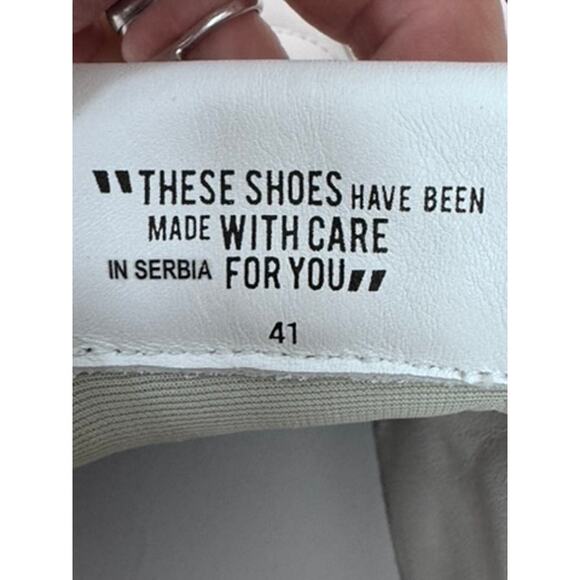 "THESE SHOES HAVE BEEN
MADE WITH CARE
IN SERBIA FOR YOU"
41